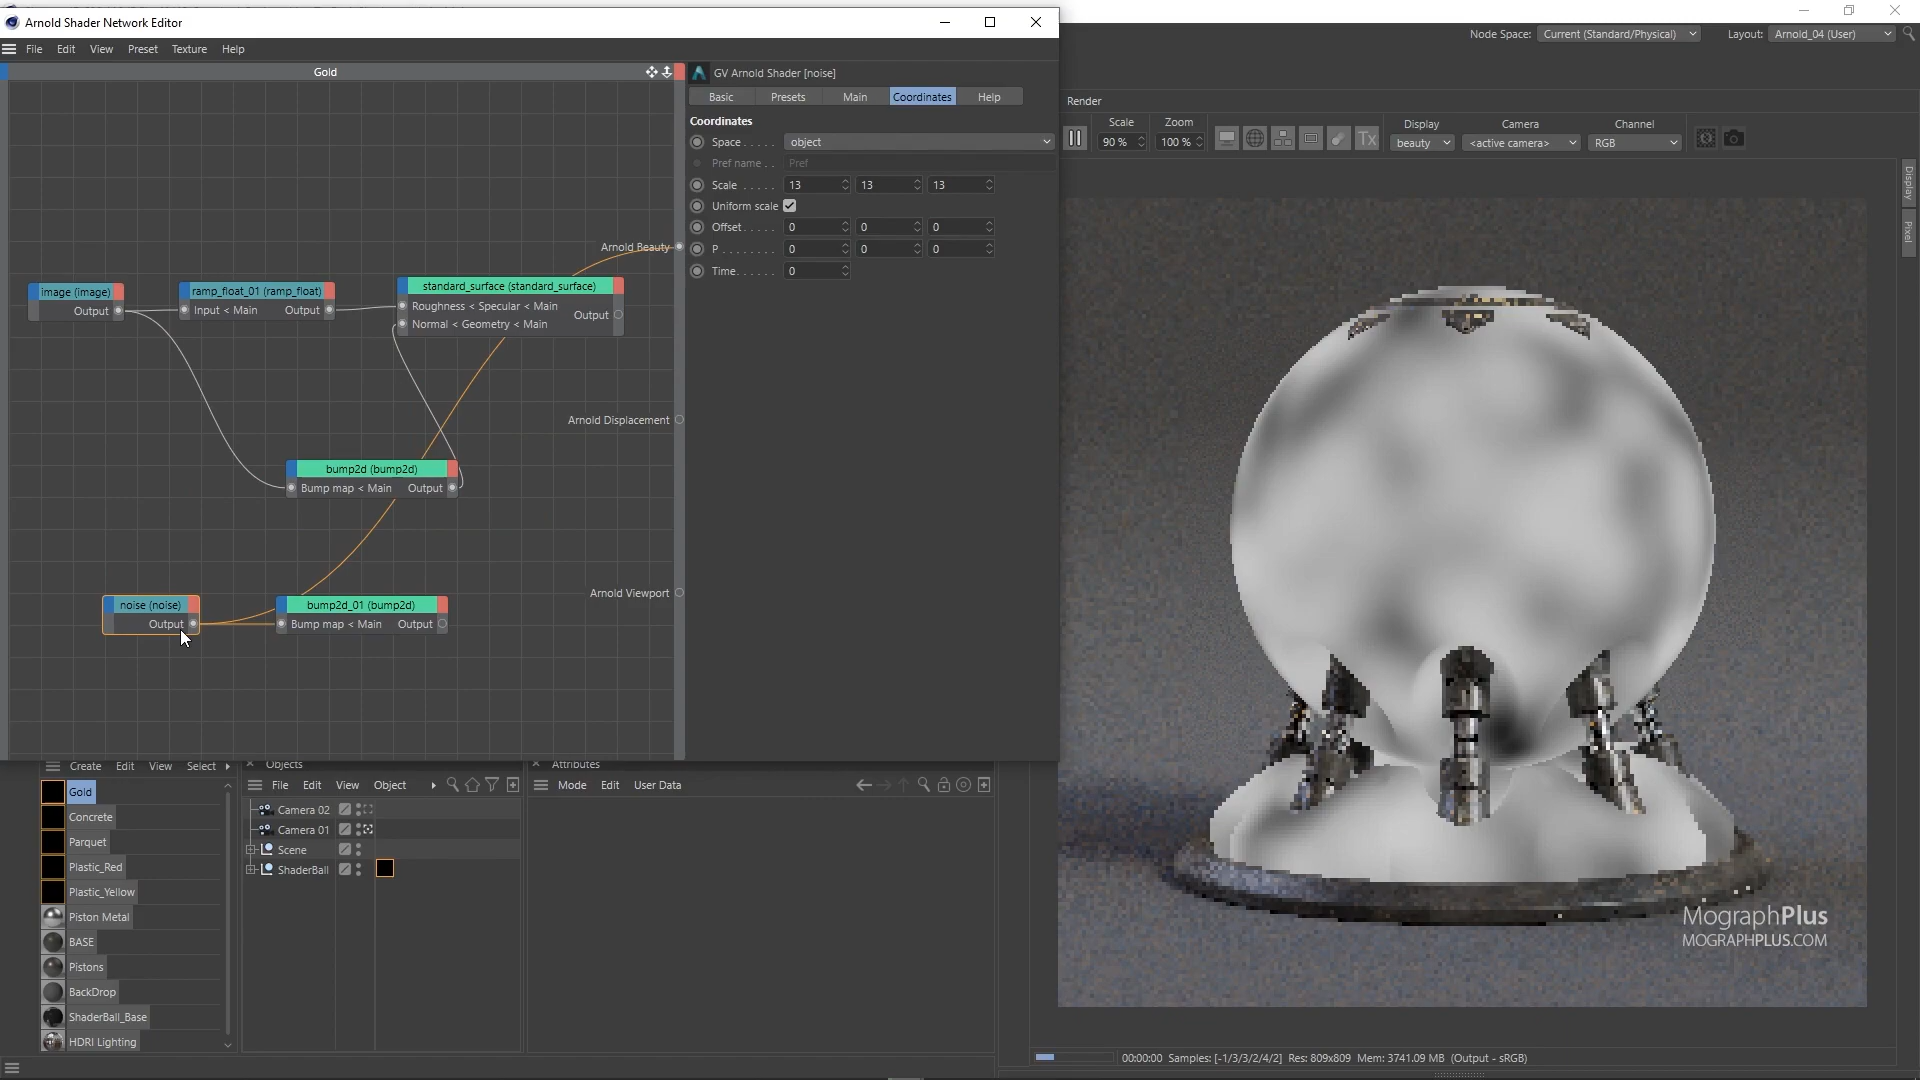 Arnold Shader Network Editor
File Edit View Preset Texture Help
Gold
GV Arnold Shader [noise]
Basic Presets Main Coordinates Help
Coordinates
Space . . . . . object
Pref name . . Pref
Scale . . . . . 13 13 13
Uniform scale
Offset. . . . . 0 0 0
P . . . . . . . . 0 0 0
Time. . . . . . 0
Arnold Beauty
image (image)
Output
ramp_float_01 (ramp_float)
Input < Main Output
standard_surface (standard_surface)
Roughness < Specular < Main
Normal < Geometry < Main
Output
Arnold Displacement
bump2d (bump2d)
Bump map < Main Output
Arnold Viewport
noise (noise)
Output
bump2d_01 (bump2d)
Bump map < Main Output
Node Space: Current (Standard/Physical) Layout: Arnold_04 (User)
Render
Scale Zoom Display Camera Channel
90 % 100 % Tx beauty <active camera> RGB
Display
Pixel
MographPlus
MOGRAPHPLUS.COM
00:00:00 Samples: [-1/3/3/2/4/2] Res: 809x809 Mem: 3741.09 MB (Output - sRGB)
Create Edit View Select
Gold
Concrete
Parquet
Plastic_Red
Plastic_Yellow
Piston Metal
BASE
Pistons
BackDrop
ShaderBall_Base
HDRI Lighting
Objects
File Edit View Object
Camera 02
Camera 01
Scene
ShaderBall
Attributes
Mode Edit User Data